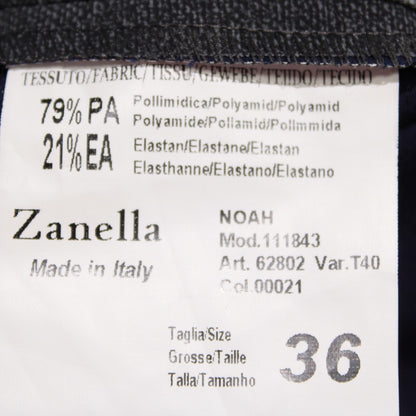 TESSUTO/FABRIC/TISSU/GEWEBE/TEJIDO/TECIDO
79% PA Pollimidica/Polyamid/Polyamid
Polyamide/Poliamid/Polimmida
21% EA Elastan/Elastane/Elastan
Elasthanne/Elastano/Elastano
Zanella
Made in Italy
NOAH
Mod.111843
Art. 62802 Var.T40
Col.00021
Taglia/Size
Grosse/Taille
Talla/Tamanho
36